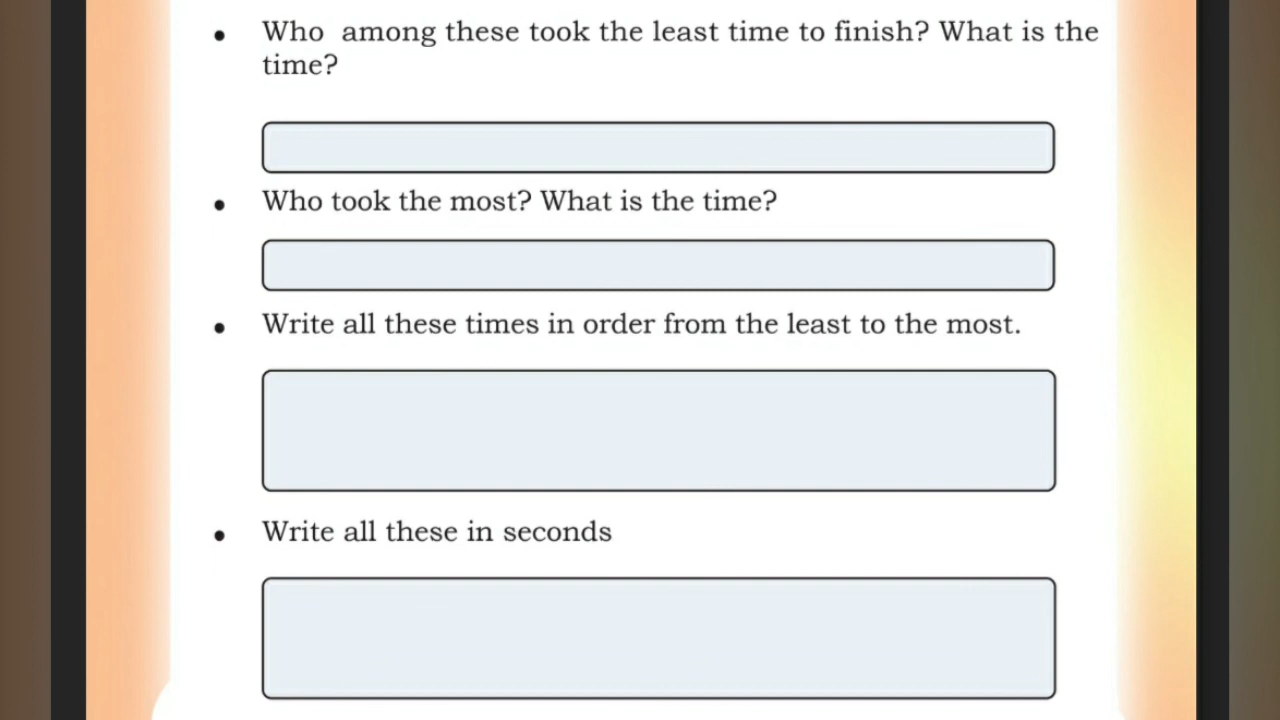 • Who among these took the least time to finish? What is the
time?
• Who took the most? What is the time?
• Write all these times in order from the least to the most.
• Write all these in seconds